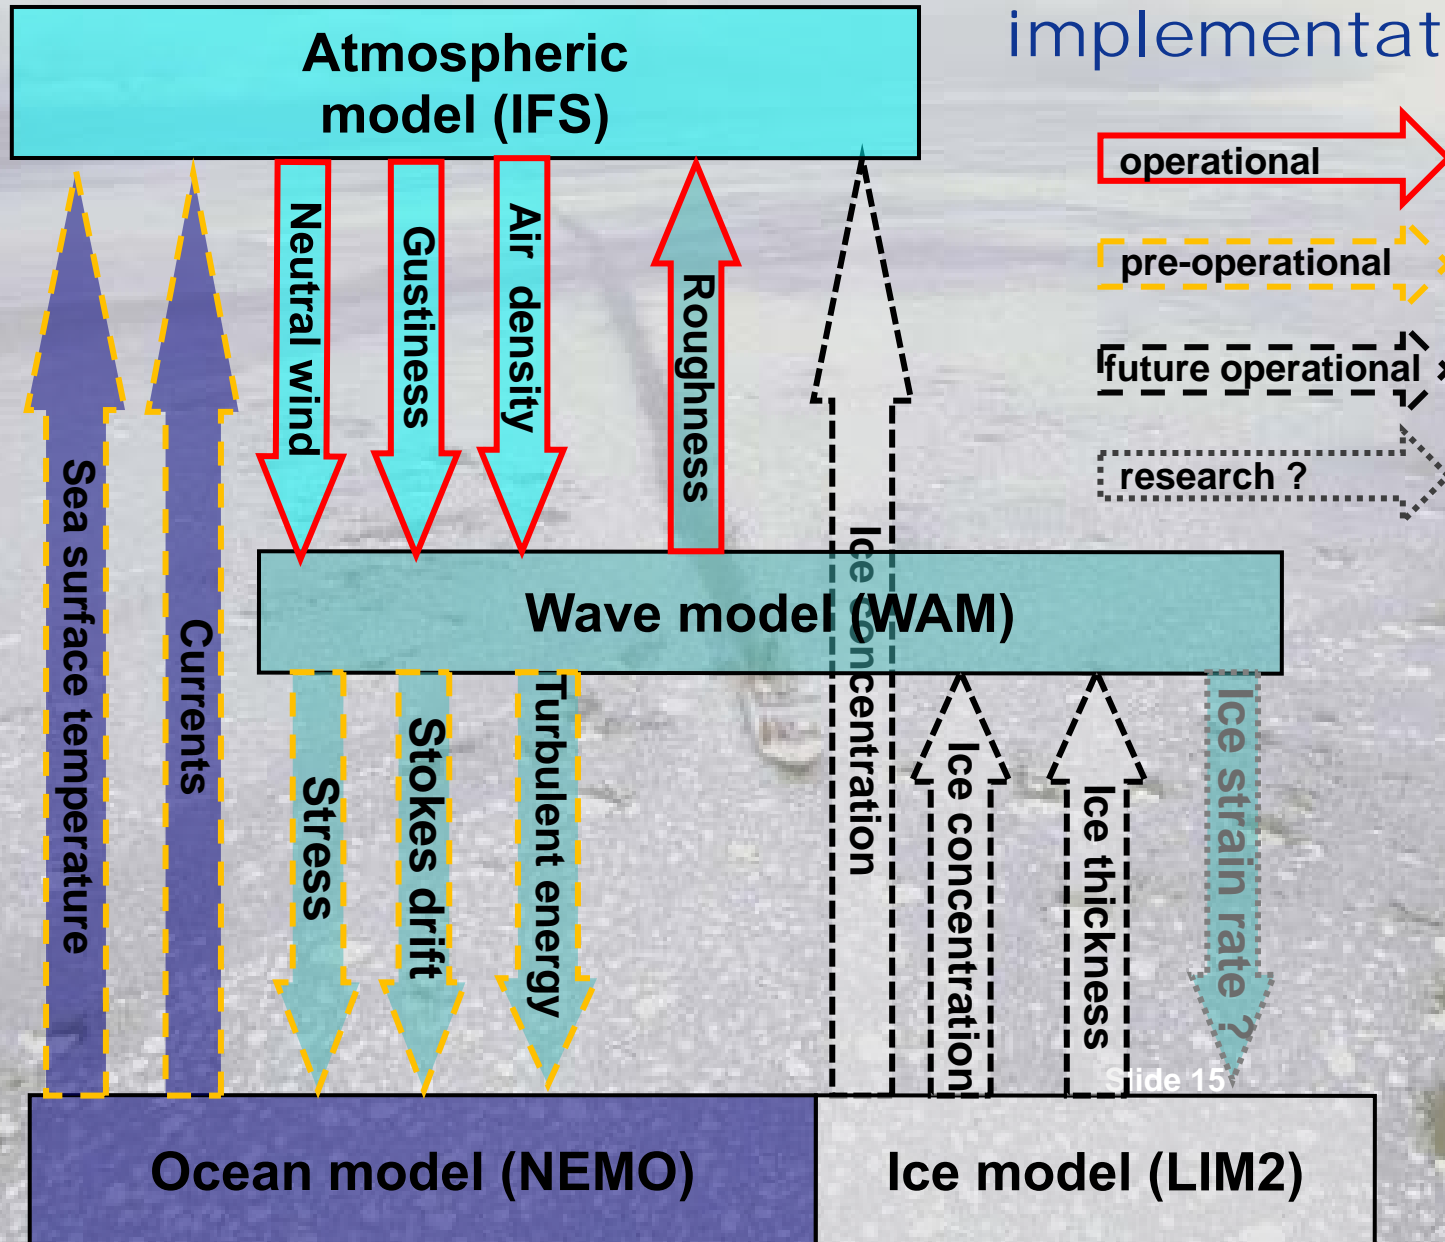 implementat
Atmospheric
model (IFS)
operational
pre-operational
future operational
research ?
Neutral wind
Gustiness
Air density
Roughness
Sea surface temperature
Currents
Ice concentration
Wave model (WAM)
Stress
Stokes drift
Turbulent energy
Ice concentration
Ice thickness
Ice strain rate ?
Slide 15
Ocean model (NEMO)
Ice model (LIM2)